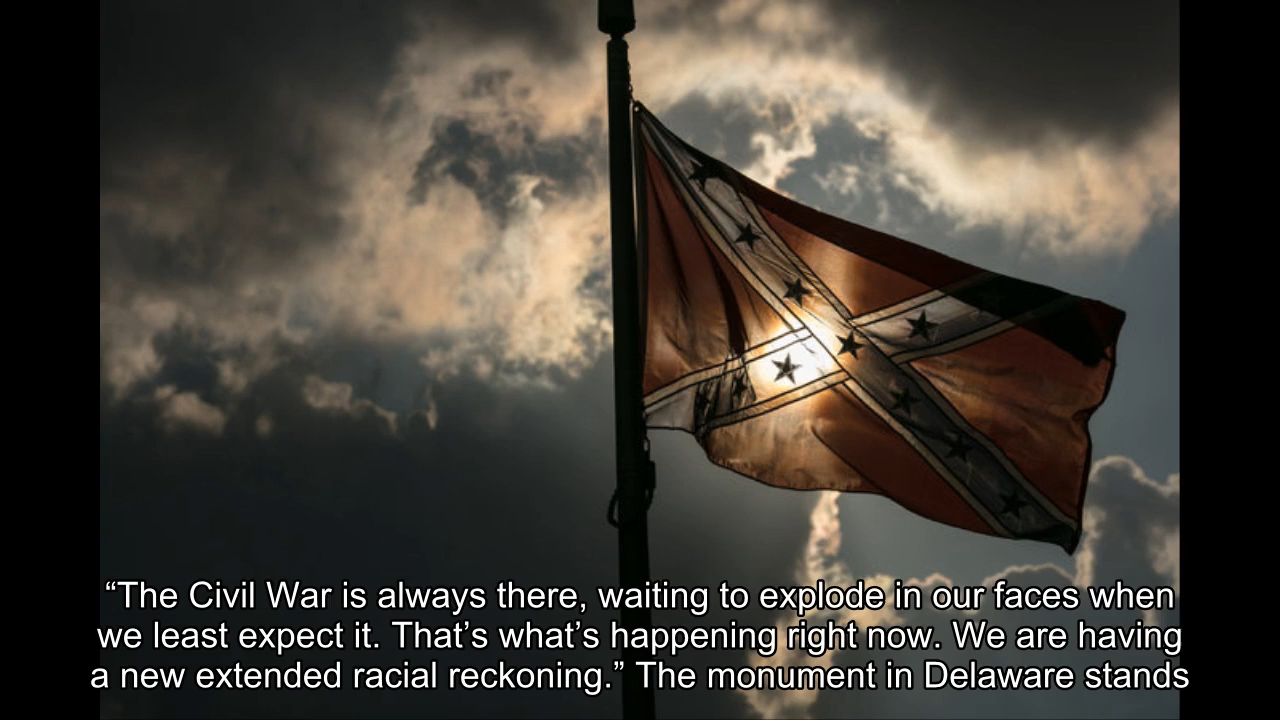 “The Civil War is always there, waiting to explode in our faces when
we least expect it. That’s what’s happening right now. We are having
a new extended racial reckoning.” The monument in Delaware stands